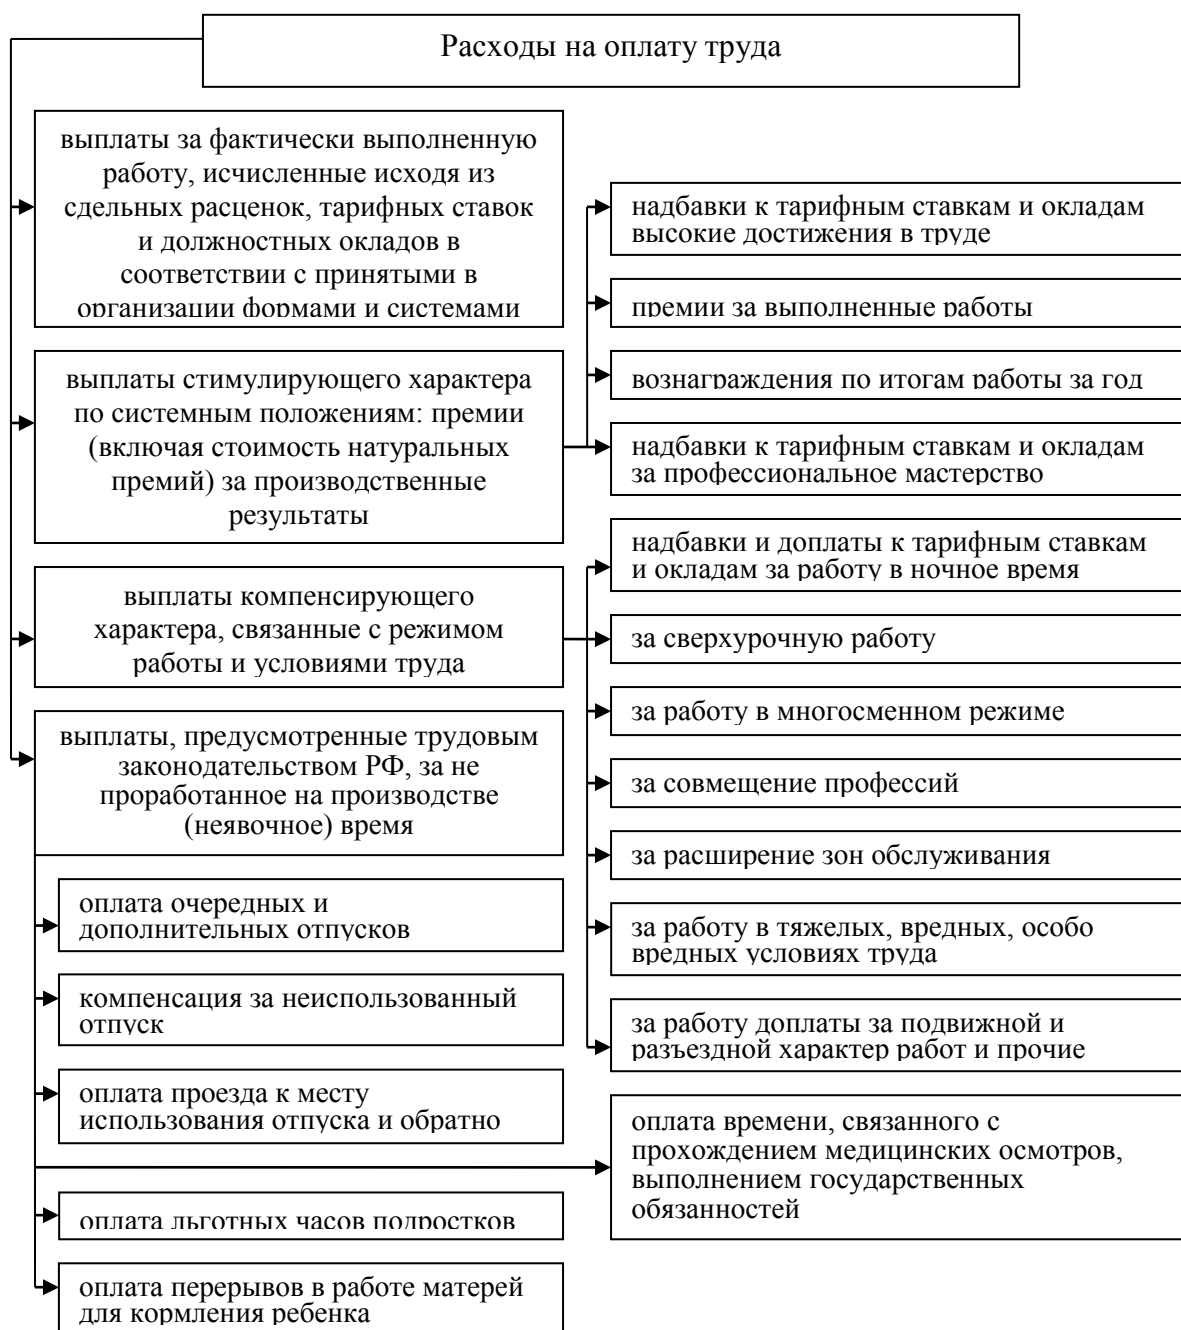 Расходы на оплату труда
выплаты за фактически выполненную
работу, исчисленные исходя из
сдельных расценок, тарифных ставок
и должностных окладов в
соответствии с принятыми в
организации формами и системами
выплаты стимулирующего характера
по системным положениям: премии
(включая стоимость натуральных
премий) за производственные
результаты
надбавки к тарифным ставкам и окладам
высокие достижения в труде
премии за выполненные работы
вознаграждения по итогам работы за год
надбавки к тарифным ставкам и окладам
за профессиональное мастерство
выплаты компенсирующего
характера, связанные с режимом
работы и условиями труда
надбавки и доплаты к тарифным ставкам
и окладам за работу в ночное время
за сверхурочную работу
за работу в многосменном режиме
за совмещение профессий
за расширение зон обслуживания
за работу в тяжелых, вредных, особо
вредных условиях труда
за работу доплаты за подвижной и
разъездной характер работ и прочие
выплаты, предусмотренные трудовым
законодательством РФ, за не
проработанное на производстве
(неявочное) время
оплата очередных и
дополнительных отпусков
компенсация за неиспользованный
отпуск
оплата проезда к месту
использования отпуска и обратно
оплата времени, связанного с
прохождением медицинских осмотров,
выполнением государственных
обязанностей
оплата льготных часов подростков
оплата перерывов в работе матерей
для кормления ребенка